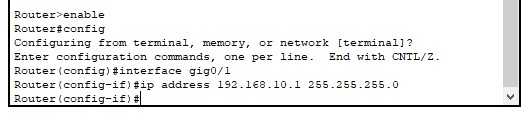 Router>enable
Router#config
Configuring from terminal, memory, or network [terminal]?
Enter configuration commands, one per line.  End with CNTL/Z.
Router(config)#interface gig0/1
Router(config-if)#ip address 192.168.10.1 255.255.255.0
Router(config-if)#